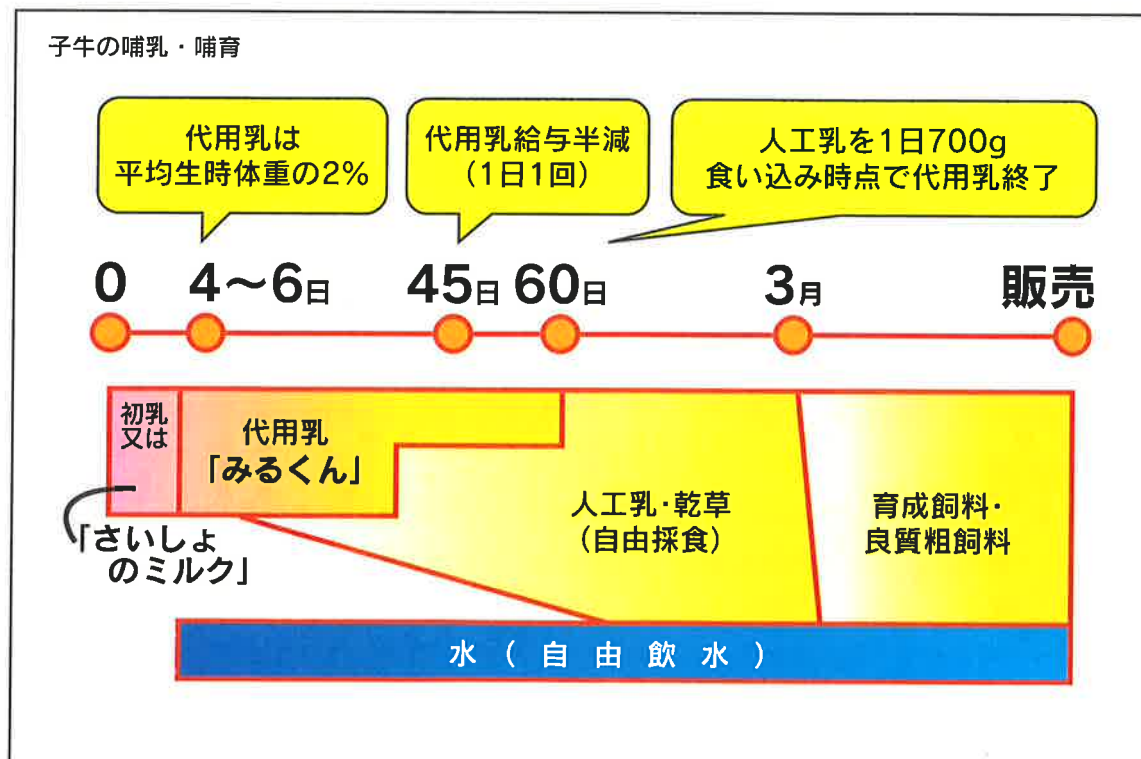 子牛の哺乳・哺育
代用乳は
平均生時体重の2%
代用乳給与半減
(1日1回)
人工乳を1日700g
食い込み時点で代用乳終了
0
4〜6日
45日
60日
3月
販売
初乳
又は
「さいしょ
のミルク」
代用乳
「みるくん」
人工乳・乾草
(自由採食)
育成飼料・
良質粗飼料
水(自由飲水)